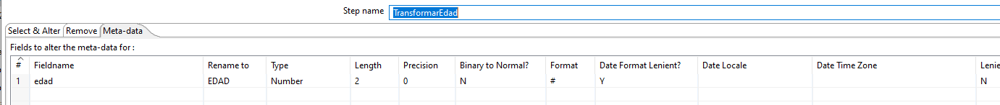 Step name TransformarEdad
Select & Alter Remove Meta-data
Fields to alter the meta-data for :
# Fieldname Rename to Type Length Precision Binary to Normal? Format Date Format Lenient? Date Locale Date Time Zone
1 edad EDAD Number 2 0 N # Y N